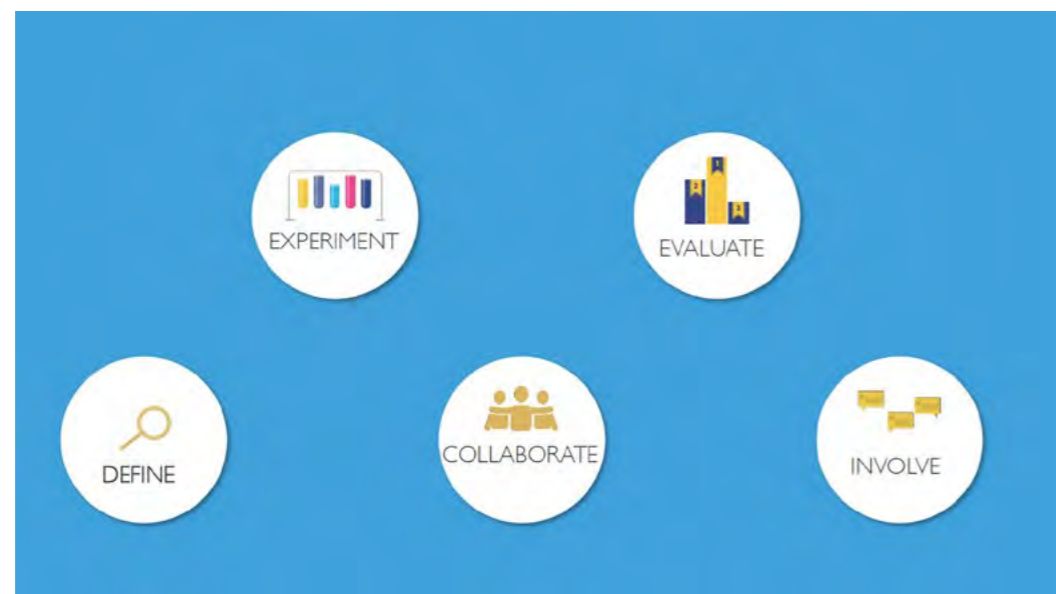 EXPERIMENT
EVALUATE
DEFINE
COLLABORATE
INVOLVE